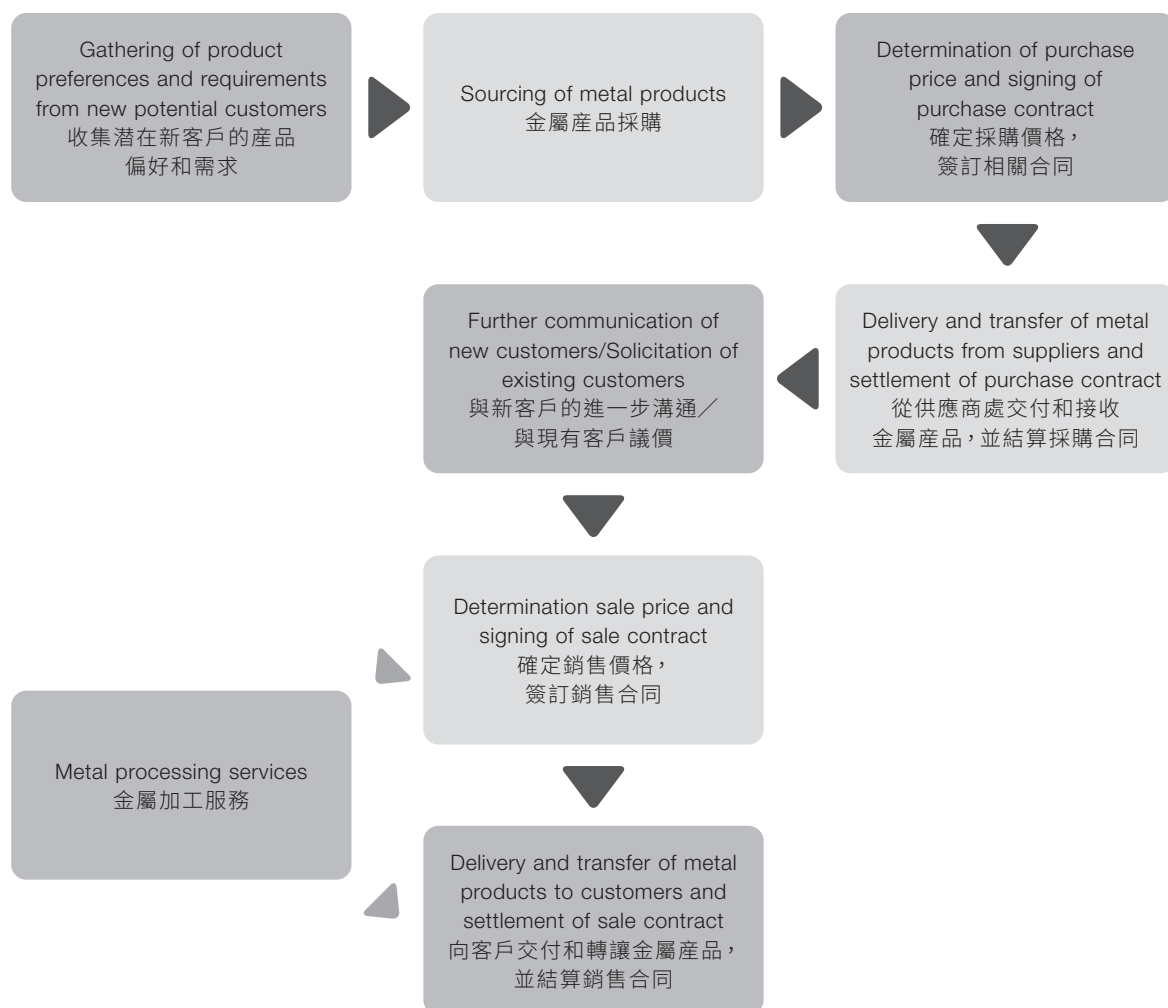 Gathering of product
preferences and requirements
from new potential customers
收集潛在新客戶的産品
偏好和需求
Sourcing of metal products
金屬産品採購
Determination of purchase
price and signing of
purchase contract
確定採購價格，
簽訂相關合同
Delivery and transfer of metal
products from suppliers and
settlement of purchase contract
從供應商處交付和接收
金屬産品，並結算採購合同
Further communication of
new customers/Solicitation of
existing customers
與新客戶的進一步溝通／
與現有客戶議價
Determination sale price and
signing of sale contract
確定銷售價格，
簽訂銷售合同
Metal processing services
金屬加工服務
Delivery and transfer of metal
products to customers and
settlement of sale contract
向客戶交付和轉讓金屬産品，
並結算銷售合同